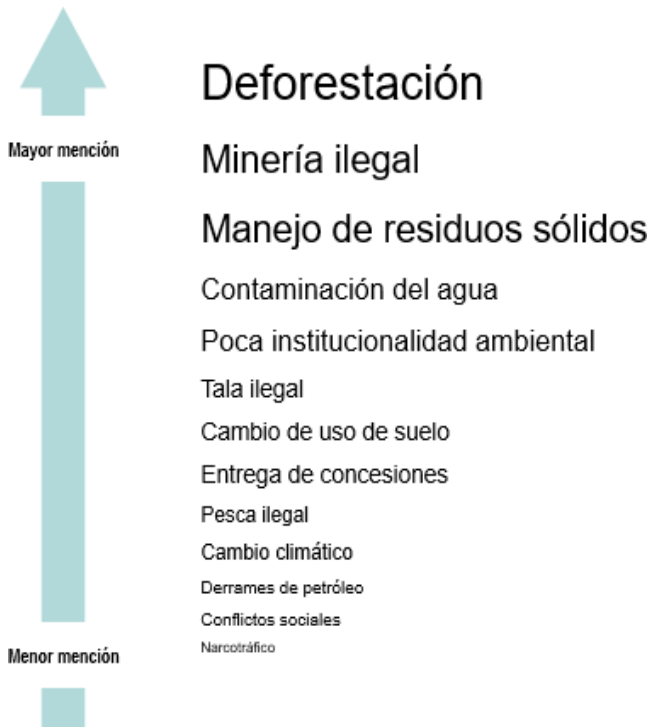 Deforestación
Mayor mención
Minería ilegal
Manejo de residuos sólidos
Contaminación del agua
Poca institucionalidad ambiental
Tala ilegal
Cambio de uso de suelo
Entrega de concesiones
Pesca ilegal
Cambio climático
Derrames de petróleo
Conflictos sociales
Narcotráfico
Menor mención